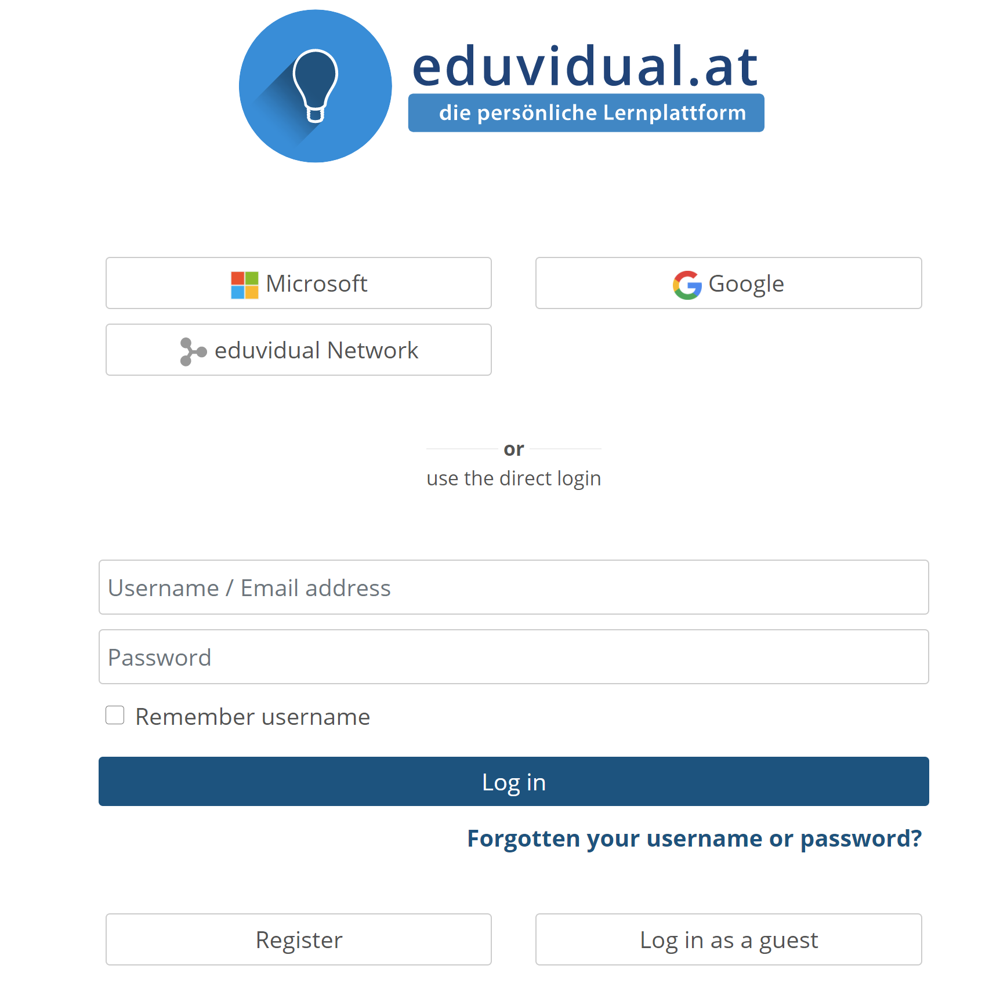 eduvidual.at
die persönliche Lernplattform
Microsoft
Google
eduvidual Network
or
use the direct login
Username / Email address
Password
Remember username
Log in
Forgotten your username or password?
Register
Log in as a guest